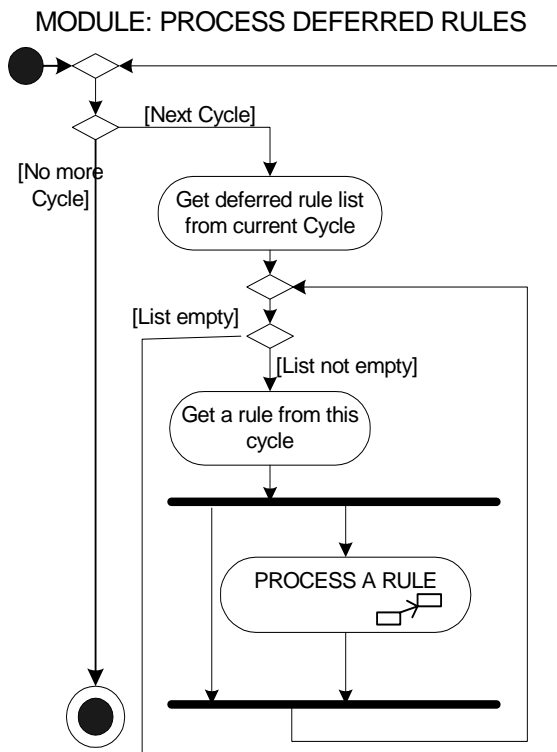 MODULE: PROCESS DEFERRED RULES
[Next Cycle]
[No more
Cycle]
Get deferred rule list
from current Cycle
[List empty]
[List not empty]
Get a rule from this
cycle
PROCESS A RULE